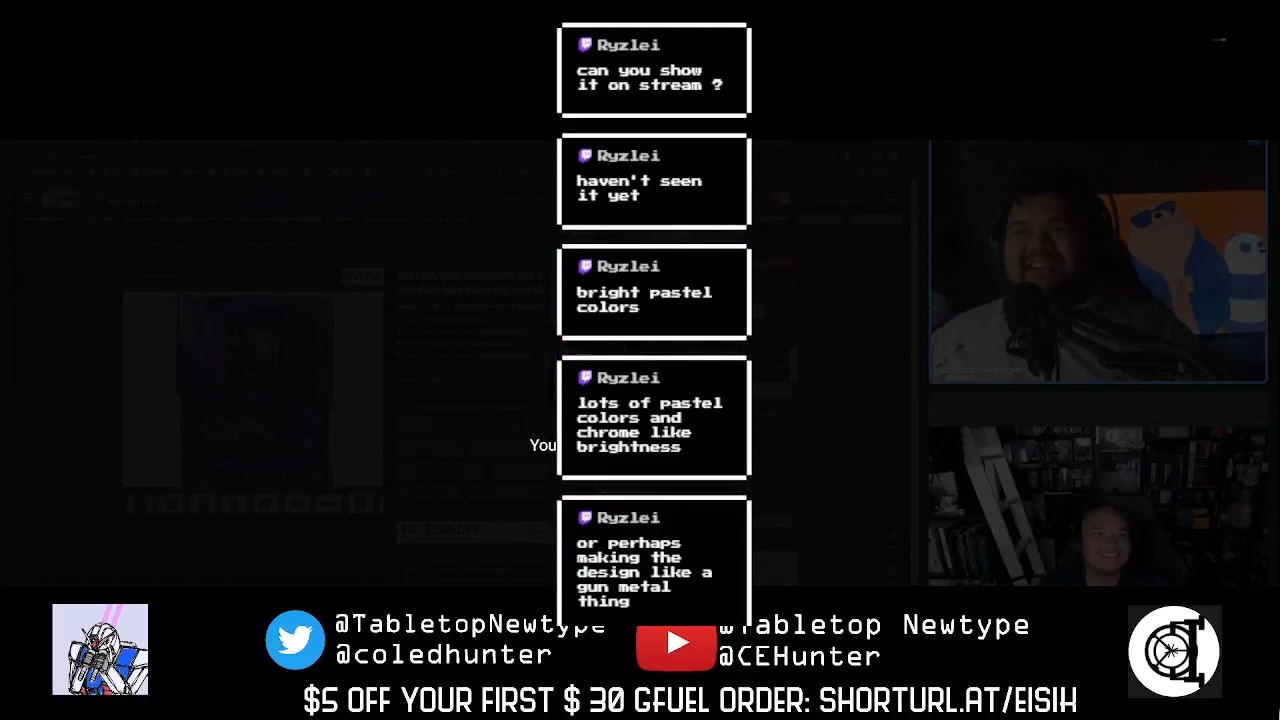 Ryzlei
can you show
it on stream ?
Ryzlei
haven't seen
it yet
Ryzlei
bright pastel
colors
Ryzlei
lots of pastel
colors and
chrome like
brightness
You
Ryzlei
or perhaps
making the
design like a
gun metal
thing
@TabletopNewtype
@coledhunter
@Tabletop Newtype
@CEHunter
$5 OFF YOUR FIRST $ 30 GFUEL ORDER: SHORTURL.AT/EISIH